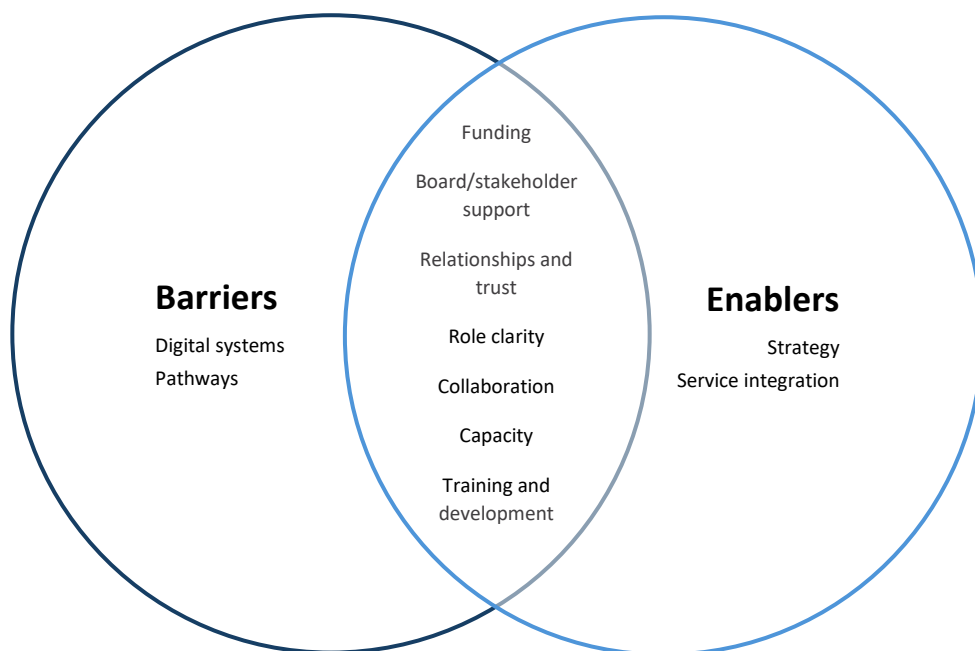 Barriers
Digital systems
Pathways
Funding
Board/stakeholder
support
Relationships and
trust
Role clarity
Collaboration
Capacity
Training and
development
Enablers
Strategy
Service integration